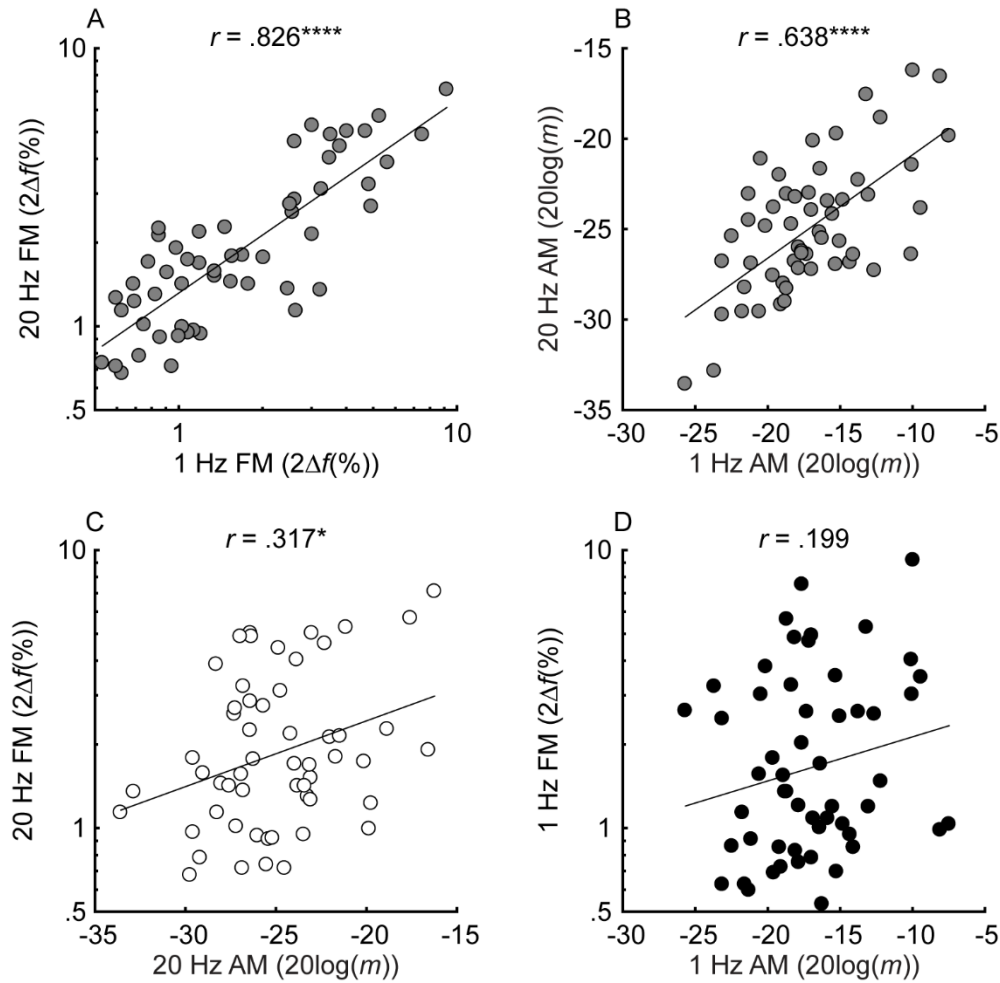 A
r = .826****
10
1
.5
20 Hz FM (2Δf(%))
1
10
1 Hz FM (2Δf(%))
B
r = .638****
-15
-20
-25
-30
-35
20 Hz AM (20log(m))
-30
-25
-20
-15
-10
-5
1 Hz AM (20log(m))
C
r = .317*
10
1
.5
20 Hz FM (2Δf(%))
-35
-30
-25
-20
-15
20 Hz AM (20log(m))
D
r = .199
10
1
.5
1 Hz FM (2Δf(%))
-30
-25
-20
-15
-10
-5
1 Hz AM (20log(m))